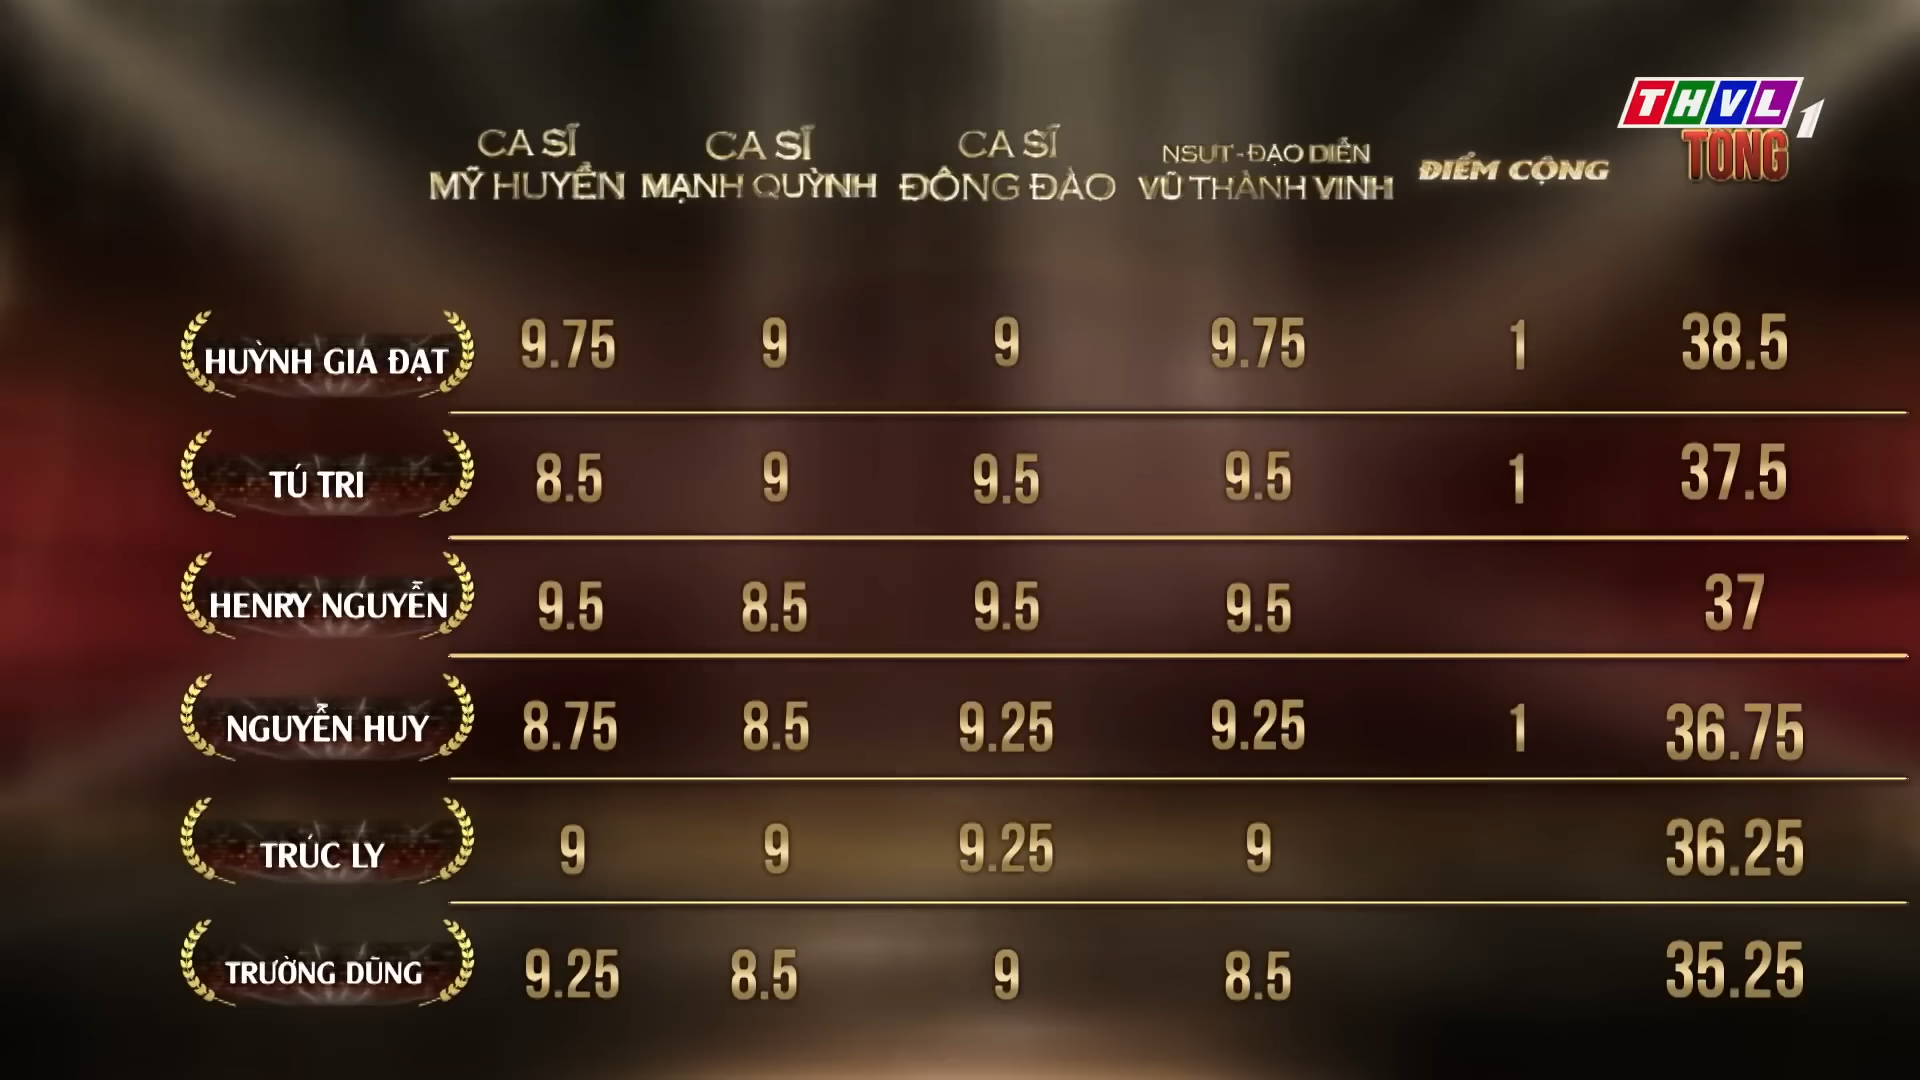 THVL1
CA SĨ
MỸ HUYỀN
CA SĨ
MẠNH QUỲNH
CA SĨ
ĐÔNG ĐÀO
NSƯT - ĐẠO DIỄN
VŨ THÀNH VINH
ĐIỂM CỘNG
TỔNG
HUỲNH GIA ĐẠT 9.75 9 9 9.75 1 38.5
TÚ TRI 8.5 9 9.5 9.5 1 37.5
HENRY NGUYỄN 9.5 8.5 9.5 9.5 37
NGUYỄN HUY 8.75 8.5 9.25 9.25 1 36.75
TRÚC LY 9 9 9.25 9 36.25
TRƯỜNG DŨNG 9.25 8.5 9 8.5 35.25